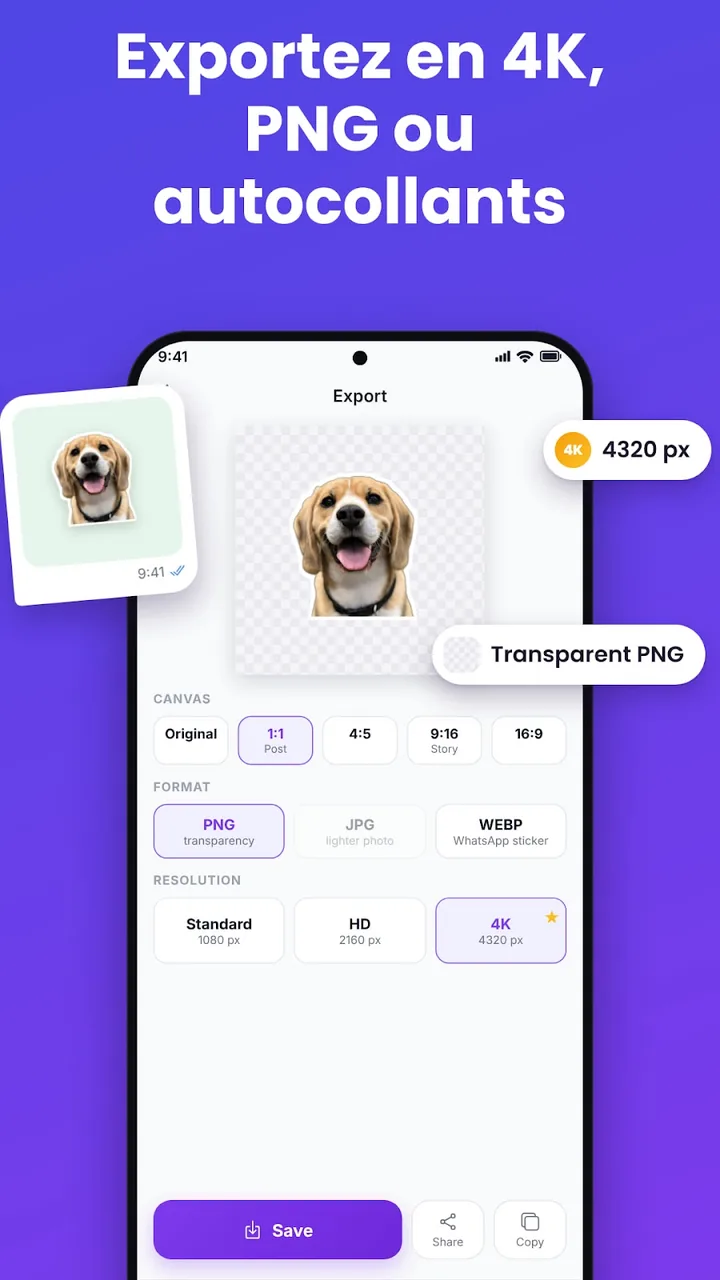 Exportez en 4K,
PNG ou
autocollants
9:41
Export
9:41
4K 4320 px
Transparent PNG
CANVAS
Original
1:1
Post
4:5
9:16
Story
16:9
FORMAT
PNG
transparency
JPG
lighter photo
WEBP
WhatsApp sticker
RESOLUTION
Standard
1080 px
HD
2160 px
4K
4320 px
Save
Share
Copy